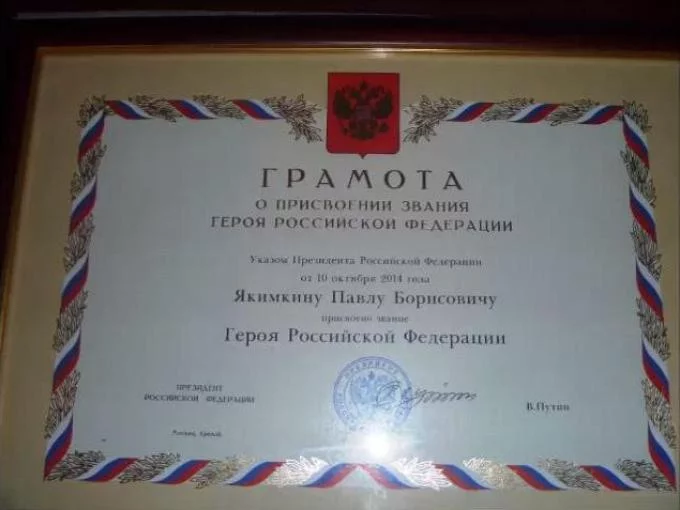 ГРАМОТА
О ПРИСВОЕНИИ ЗВАНИЯ
ГЕРОЯ РОССИЙСКОЙ ФЕДЕРАЦИИ
Указом Президента Российской Федерации
от 10 октября 2014 года
Якимкину Павлу Борисовичу
присвоено звание
Героя Российской Федерации
ПРЕЗИДЕНТ
РОССИЙСКОЙ ФЕДЕРАЦИИ
В.Путин
Москва, Кремль